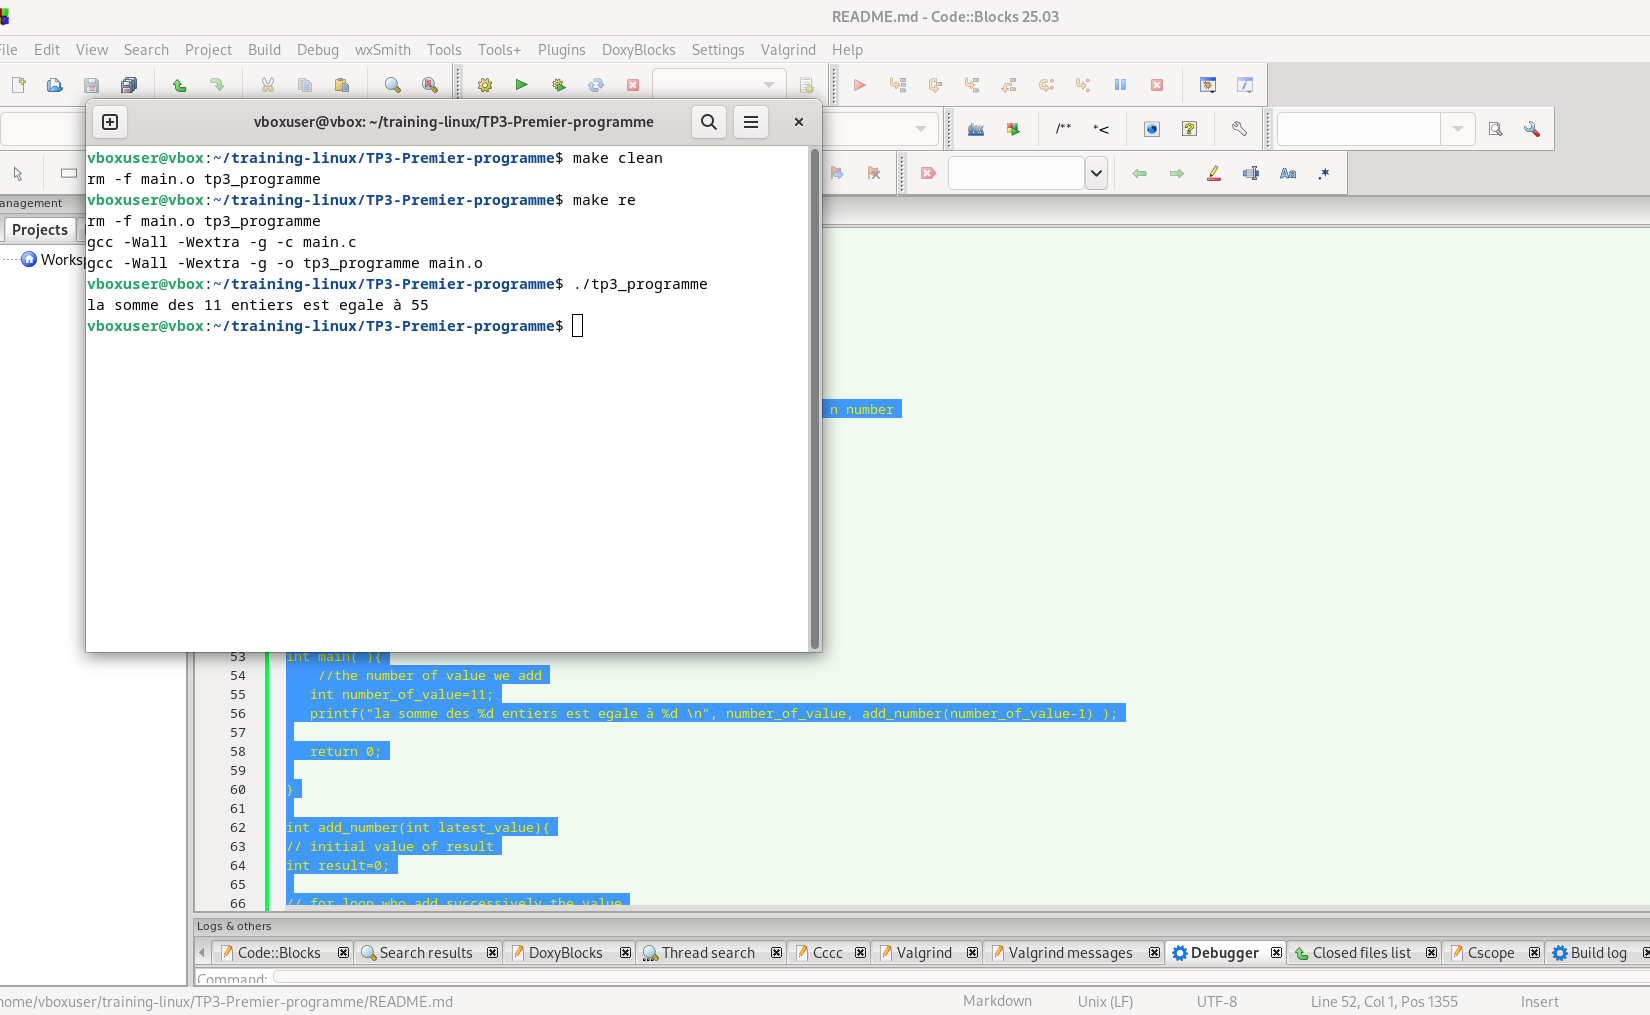 README.md - Code::Blocks 25.03
File Edit View Search Project Build Debug wxSmith Tools Tools+ Plugins DoxyBlocks Settings Valgrind Help
vboxuser@vbox: ~/training-linux/TP3-Premier-programme
/** *<
Aa .*
anagement
Projects
Works
vboxuser@vbox:~/training-linux/TP3-Premier-programme$ make clean
rm -f main.o tp3_programme
vboxuser@vbox:~/training-linux/TP3-Premier-programme$ make re
rm -f main.o tp3_programme
gcc -Wall -Wextra -g -c main.c
gcc -Wall -Wextra -g -o tp3_programme main.o
vboxuser@vbox:~/training-linux/TP3-Premier-programme$ ./tp3_programme
la somme des 11 entiers est egale à 55
vboxuser@vbox:~/training-linux/TP3-Premier-programme$
n number
53 int main( ){
54 //the number of value we add
55 int number_of_value=11;
56 printf("la somme des %d entiers est egale à %d \n", number_of_value, add_number(number_of_value-1) );
57
58 return 0;
59
60 }
61
62 int add_number(int latest_value){
63 // initial value of result
64 int result=0;
65
66 // for loop who add successively the value
Logs & others
Code::Blocks Search results DoxyBlocks Thread search Cccc Valgrind Valgrind messages Debugger Closed files list Cscope Build log
Command:
home/vboxuser/training-linux/TP3-Premier-programme/README.md Markdown Unix (LF) UTF-8 Line 52, Col 1, Pos 1355 Insert